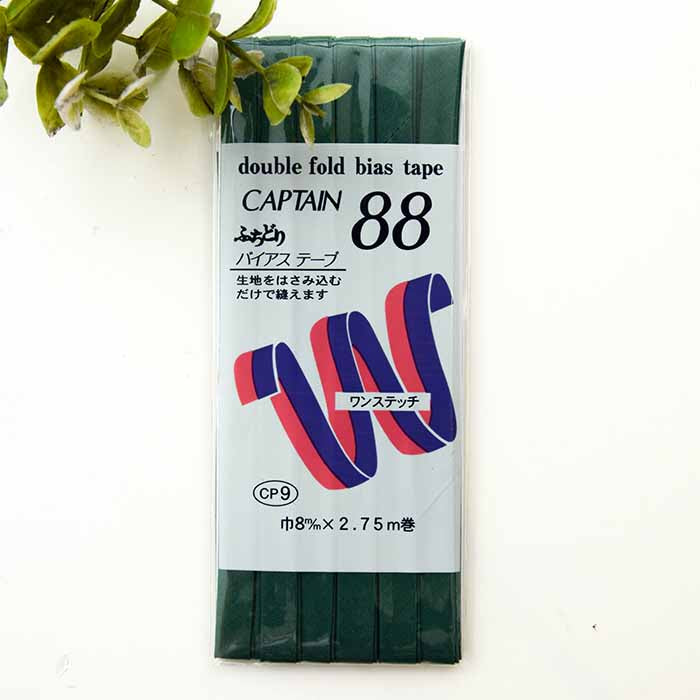 double fold bias tape
CAPTAIN 88
ふちどり
バイアス テープ
生地をはさみ込む
だけで縫えます
ワンステッチ
CP9
巾8m/m×2.75m巻